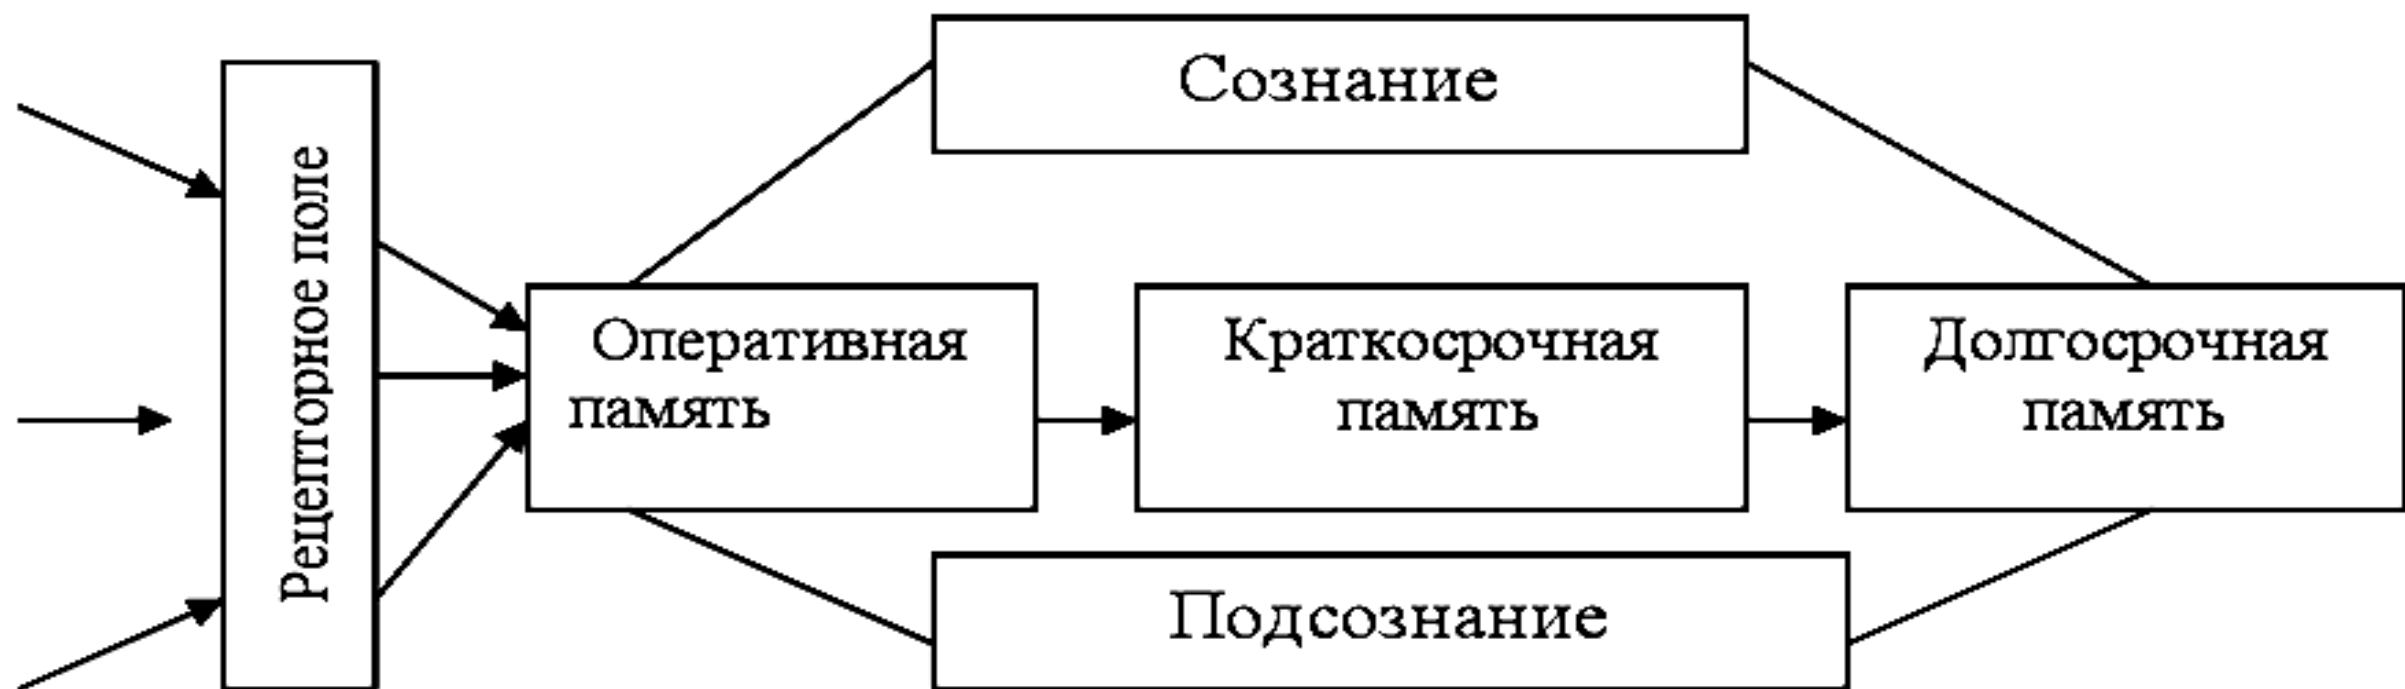 Рецепторное поле
Сознание
Оперативная
память
Краткосрочная
память
Долгосрочная
память
Подсознание